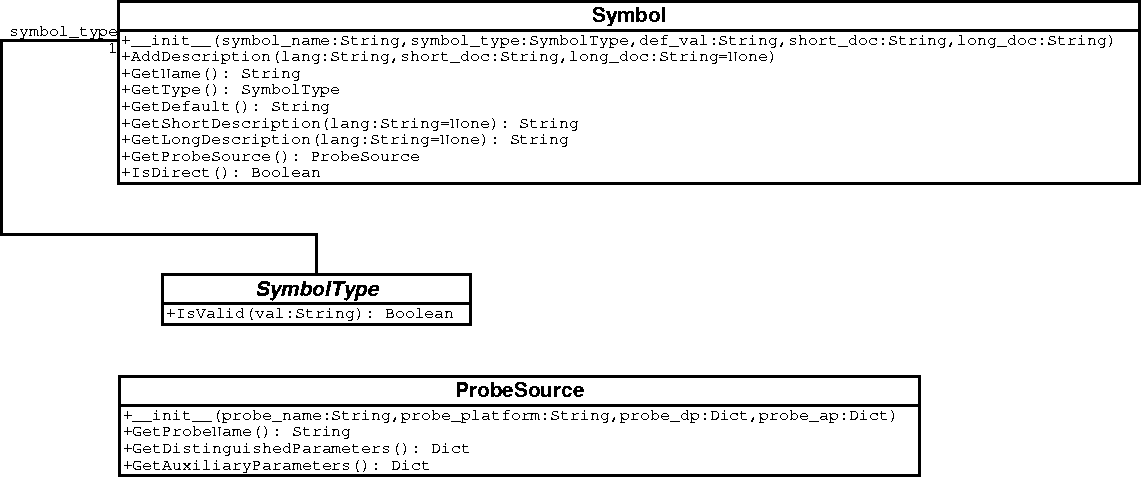 Symbol
symbol_type
1
+__init__(symbol_name:String,symbol_type:SymbolType,def_val:String,short_doc:String,long_doc:String)
+AddDescription(lang:String,short_doc:String,long_doc:String=None)
+GetName(): String
+GetType(): SymbolType
+GetDefault(): String
+GetShortDescription(lang:String=None): String
+GetLongDescription(lang:String=None): String
+GetProbeSource(): ProbeSource
+IsDirect(): Boolean
SymbolType
+IsValid(val:String): Boolean
ProbeSource
+__init__(probe_name:String,probe_platform:String,probe_dp:Dict,probe_ap:Dict)
+GetProbeName(): String
+GetDistinguishedParameters(): Dict
+GetAuxiliaryParameters(): Dict